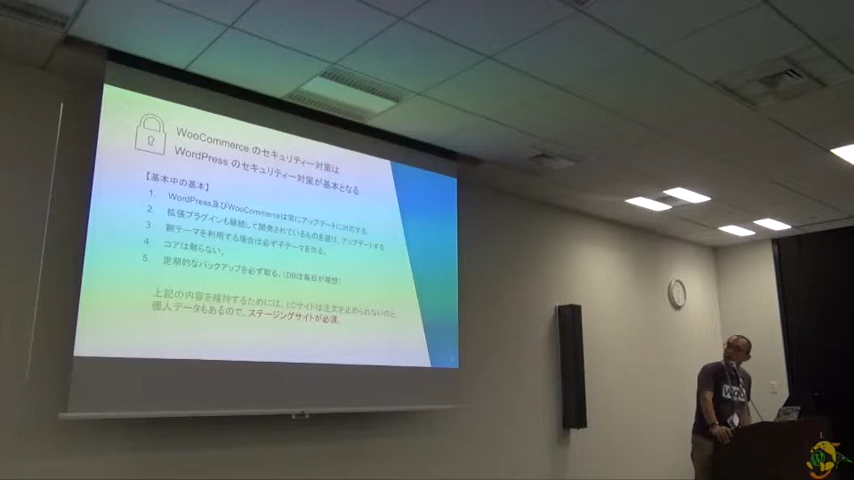 WooCommerce のセキュリティー対策は
WordPress のセキュリティー対策が基本となる
【基本中の基本】
1. WordPress及びWooCommerceは常にアップデートに対応する。
2. 拡張プラグインも継続して開発されているものを選び、アップデートする
3. 親テーマを利用する場合は必ず子テーマを作る。
4. コアは触らない。
5. 定期的なバックアップを必ず取る。（DBは毎日が理想）
上記の内容を維持するためには、ECサイトは注文を止められないのと、
個人データもあるので、ステージングサイトが必須。
Woo